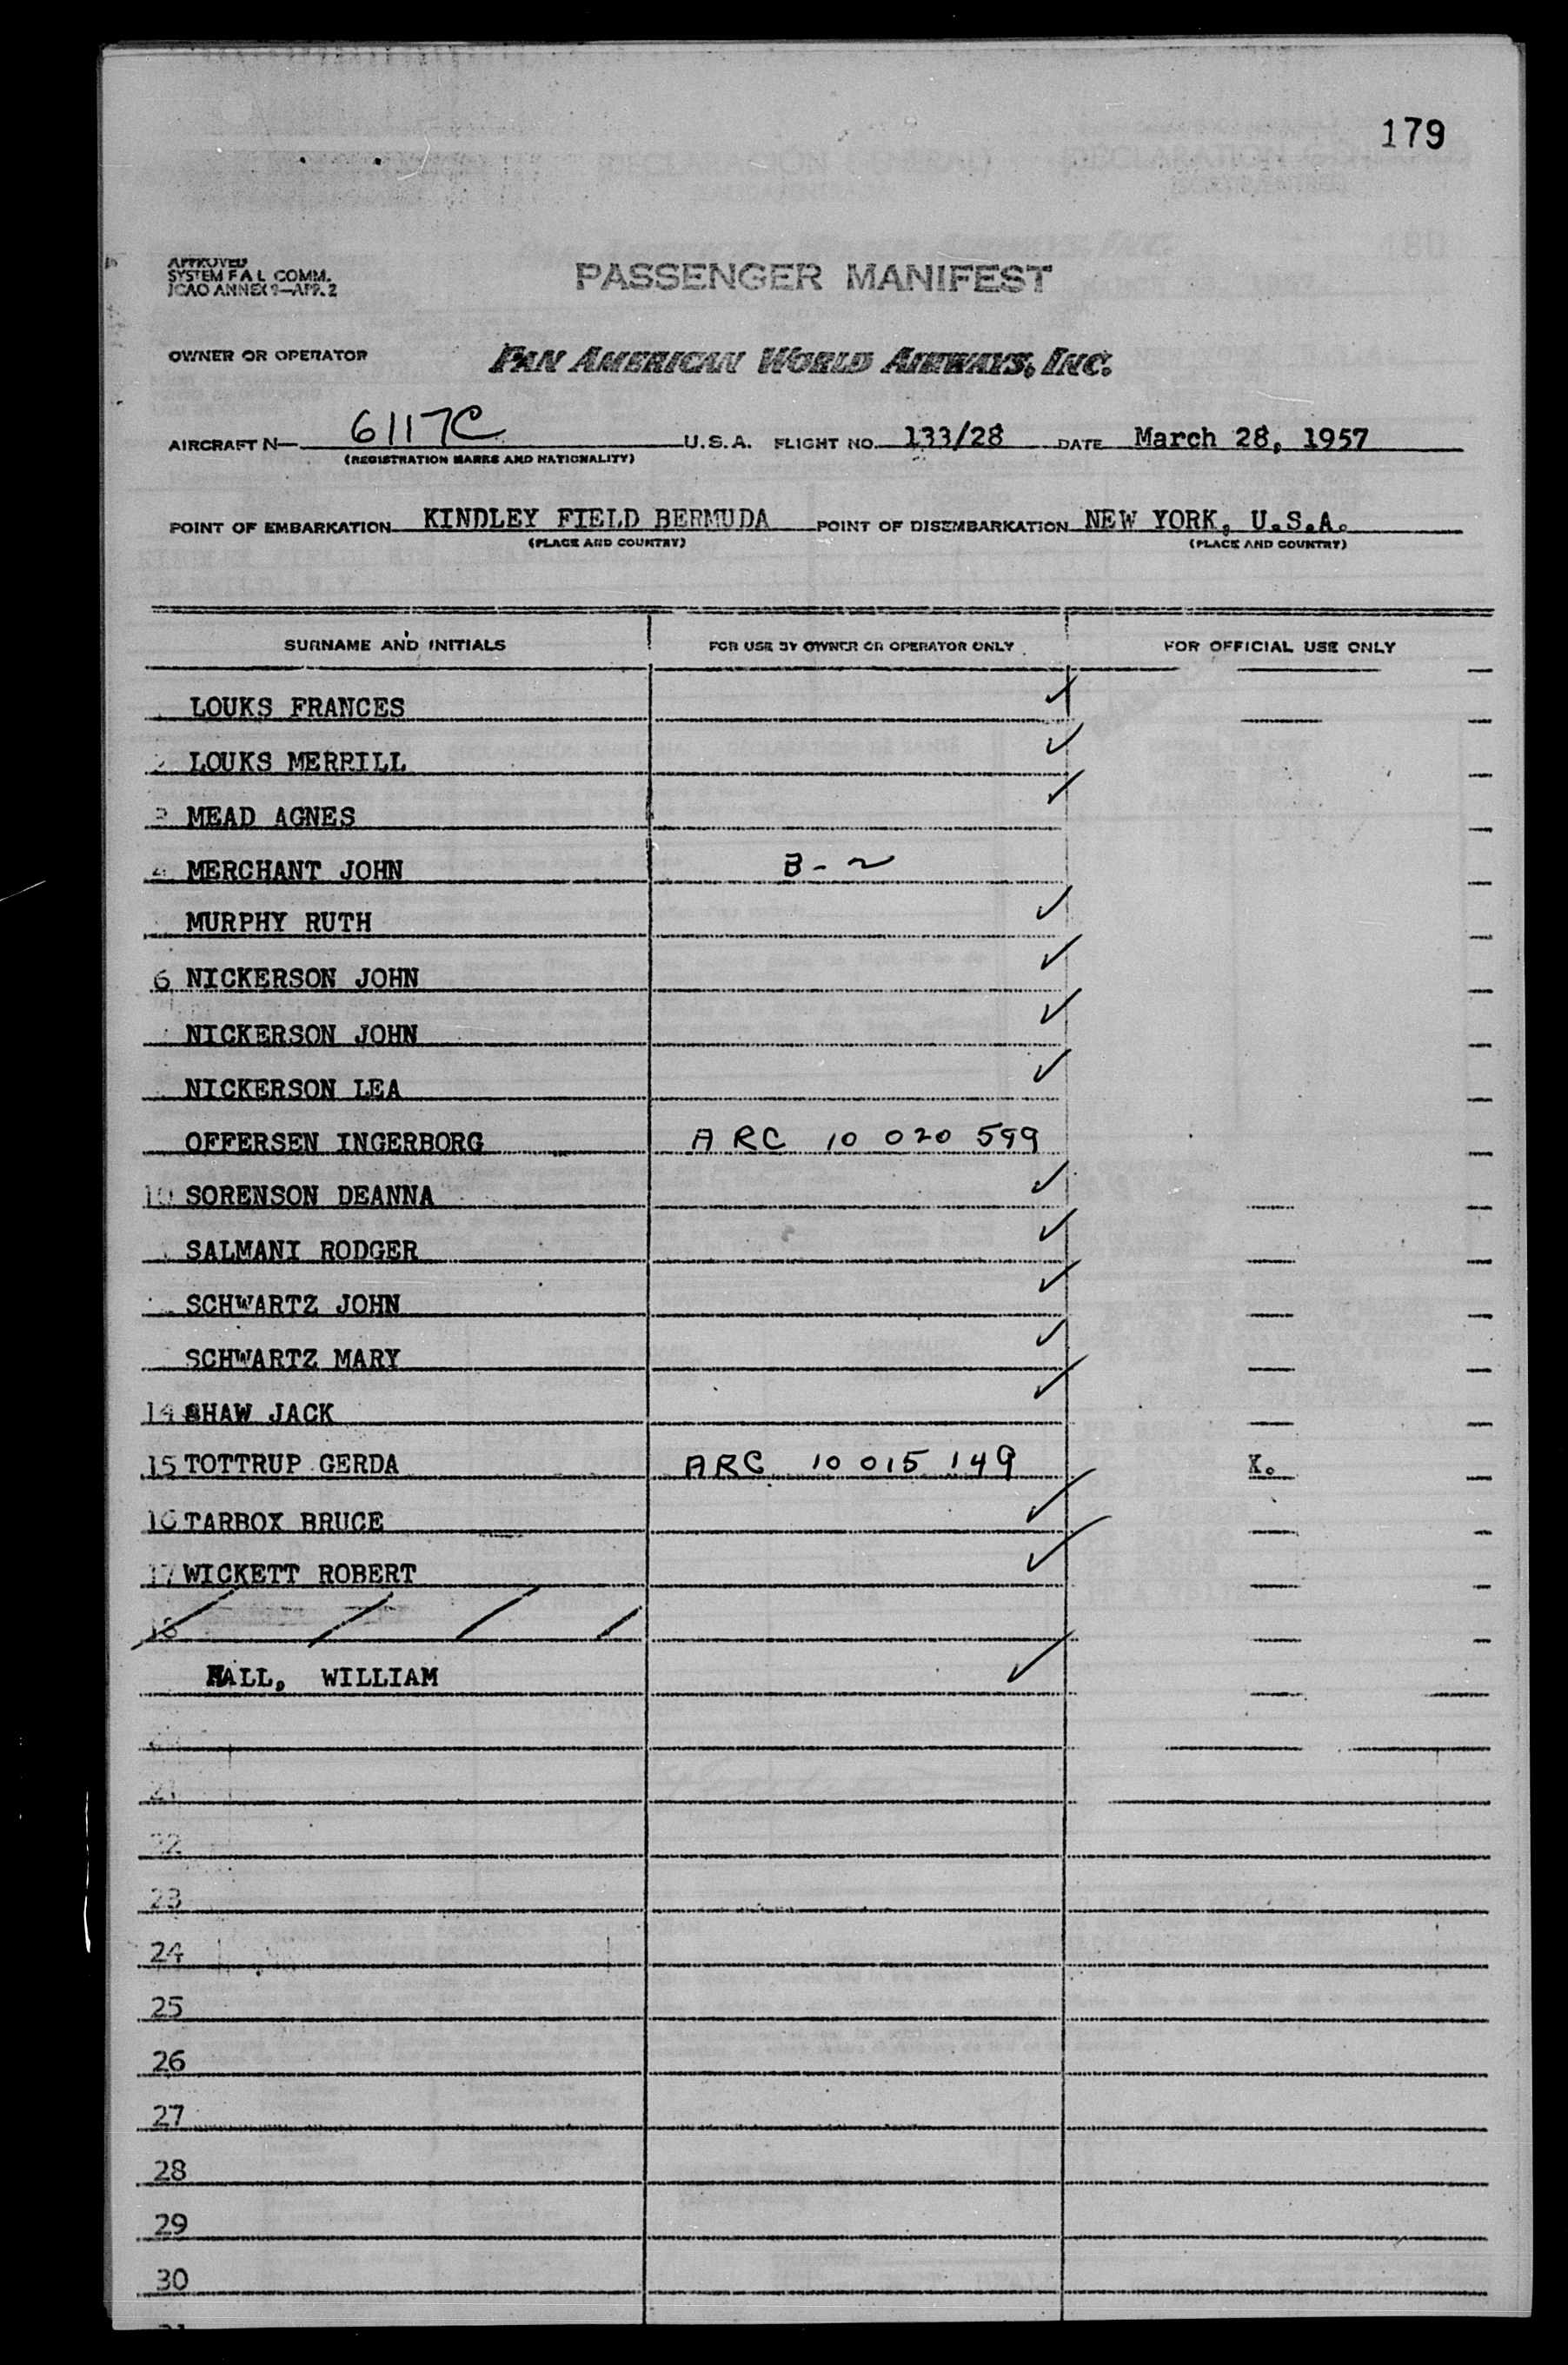 179
APPROVED
SYSTEM F A L COMM.
ICAO ANNEX 9—APP. 2
PASSENGER MANIFEST
OWNER OR OPERATOR PAN AMERICAN WORLD AIRWAYS, INC.
AIRCRAFT N— 6117C U.S.A. FLIGHT NO. 133/28 DATE March 28, 1957
(REGISTRATION MARKS AND NATIONALITY)
POINT OF EMBARKATION KINDLEY FIELD BERMUDA POINT OF DISEMBARKATION NEW YORK, U.S.A.
(PLACE AND COUNTRY) (PLACE AND COUNTRY)
SURNAME AND INITIALS FOR USE BY OWNER OR OPERATOR ONLY FOR OFFICIAL USE ONLY
LOUKS FRANCES ✓
2 LOUKS MERRILL ✓
3 MEAD AGNES ✓
4 MERCHANT JOHN B-2
MURPHY RUTH ✓
6 NICKERSON JOHN ✓
NICKERSON JOHN ✓
NICKERSON LEA ✓
OFFERSEN INGERBORG ARC 10 020 599
10 SORENSON DEANNA ✓
SALMANI RODGER ✓
SCHWARTZ JOHN ✓
SCHWARTZ MARY ✓
14 SHAW JACK ✓
15 TOTTRUP GERDA ARC 10 015 149 X.
16 TARBOX BRUCE ✓
17 WICKETT ROBERT ✓
18 / / / /
HALL, WILLIAM ✓
21
22
23
24
25
26
27
28
29
30